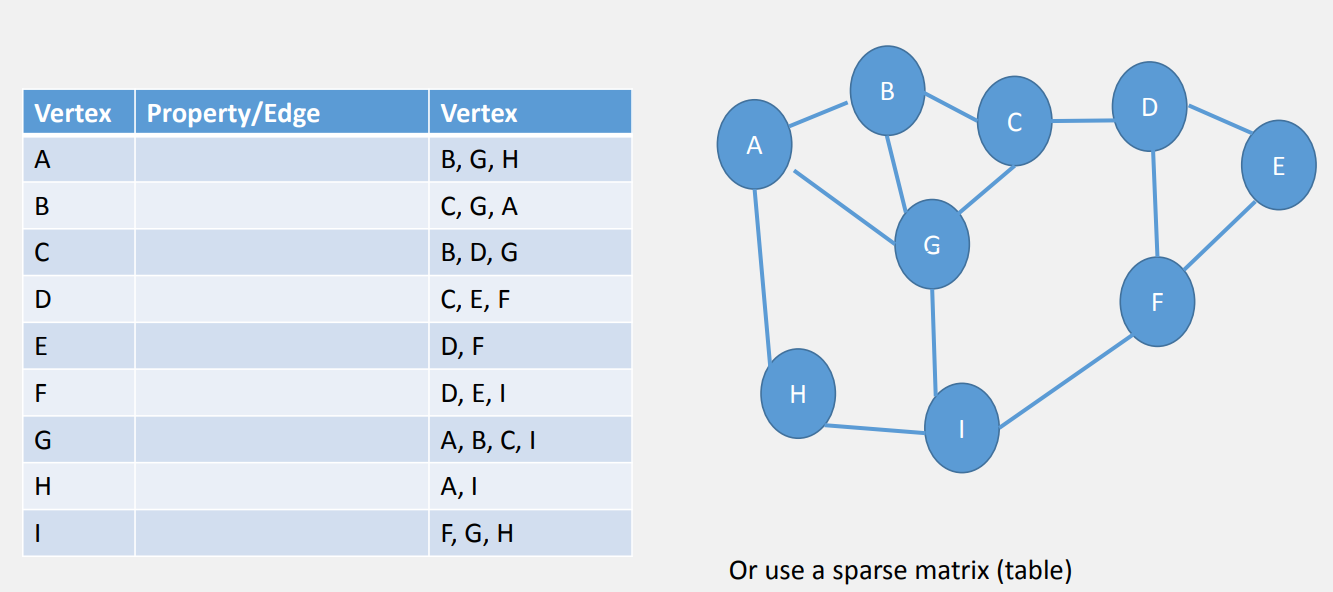 Vertex Property/Edge Vertex
A B, G, H
B C, G, A
C B, D, G
D C, E, F
E D, F
F D, E, I
G A, B, C, I
H A, I
I F, G, H
B
D
C
A
E
G
F
H
I
Or use a sparse matrix (table)